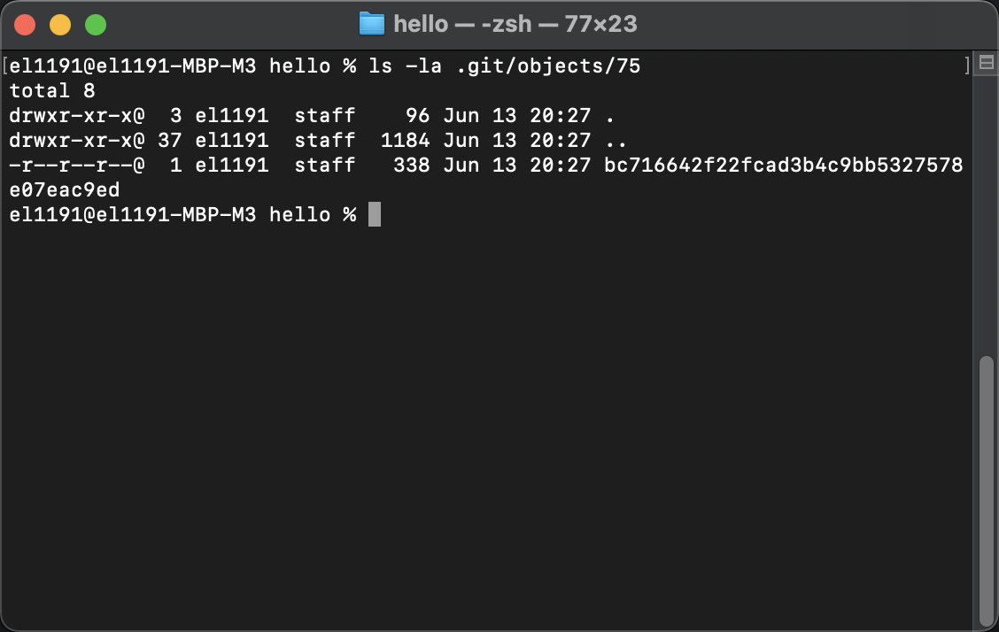 hello — -zsh — 77×23
[el1191@el1191-MBP-M3 hello % ls -la .git/objects/75 ]
total 8
drwxr-xr-x@  3 el1191  staff    96 Jun 13 20:27 .
drwxr-xr-x@ 37 el1191  staff  1184 Jun 13 20:27 ..
-r--r--r--@  1 el1191  staff   338 Jun 13 20:27 bc716642f22fcad3b4c9bb5327578
e07eac9ed
el1191@el1191-MBP-M3 hello %